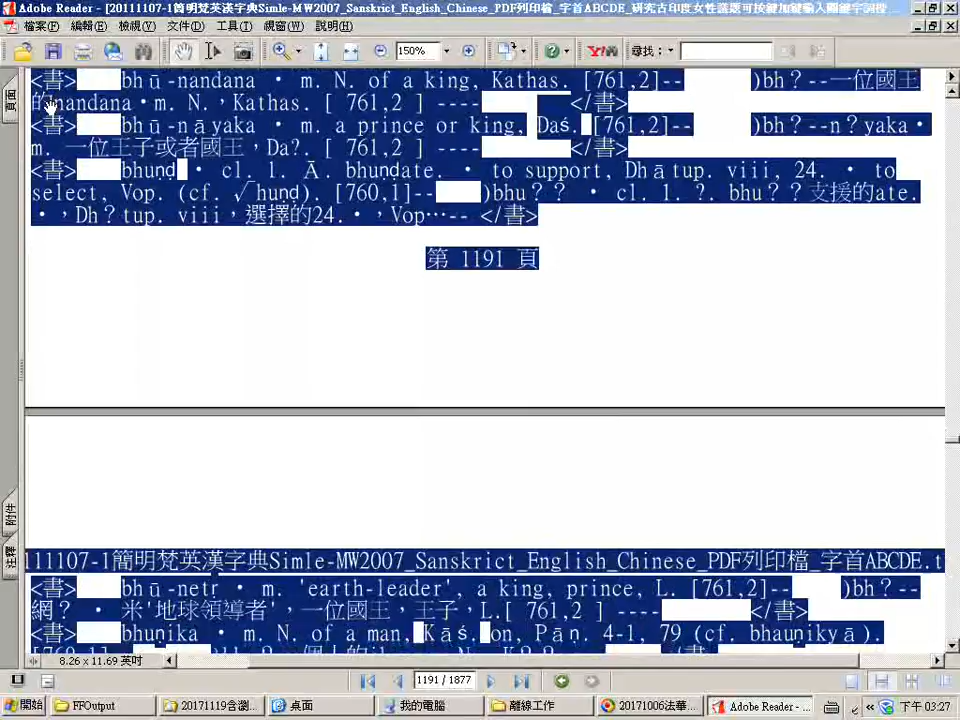 Adobe Reader - [20111107-1簡明梵英漢字典Simle-MW2007_Sanskrict_English_Chinese_PDF列印檔_字首ABCDE_研究古印度女性議題可按
檔案(F) 編輯(E) 檢視(V) 文件(D) 工具(T) 視窗(W) 說明(H)
150% 尋找：
頁面
<書> bhū-nandana ‧ m. N. of a king, Kathas. [761,2]-- )bh？--一位國王
的nandana‧m. N.，Kathas. [ 761,2 ] ---- </書>
<書> bhū-nāyaka ‧ m. a prince or king, Daś. [761,2]-- )bh？--n？yaka‧
m. 一位王子或者國王，Da?. [ 761,2 ] ---- </書>
<書> bhuṇḍ ‧ cl. 1. Ā. bhuṇḍate. ‧ to support, Dhātup. viii, 24. ‧ to
select, Vop. (cf. √huṇḍ). [760,1]-- )bhu？？ ‧ cl. 1. ?. bhu？？支援的ate.
‧，Dh？tup. viii，選擇的24.‧，Vop…-- </書>
第 1191 頁
附件
註釋
111107-1簡明梵英漢字典Simle-MW2007_Sanskrict_English_Chinese_PDF列印檔_字首ABCDE.t
<書> bhū-netṛ ‧ m. 'earth-leader', a king, prince, L. [761,2]-- )bh？--
網？ ‧ 米'地球領導者'，一位國王，王子，L.[ 761,2 ] ---- </書>
<書> bhuṇika ‧ m. N. of a man, Kāś. on, Pāṇ. 4-1, 79 (cf. bhauṇikyā).
8.26 x 11.69 英吋
1191 / 1877
開始 FFOutput 20171119含瀏... 桌面 我的電腦 離線工作 20171006法華... Adobe Reader - [... 下午 03:27